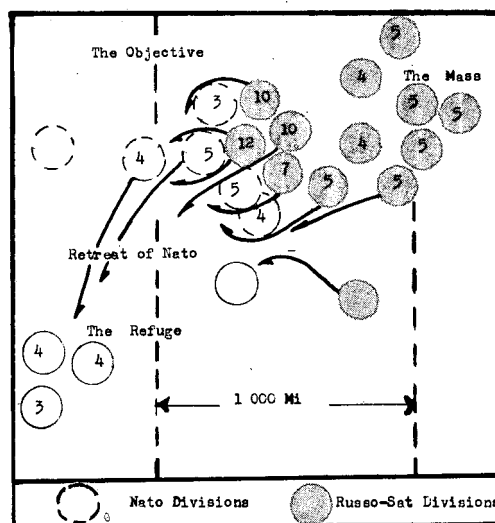 The Objective
5
4
The Mass
3
10
5
5
4
5
12
10
4
5
5
7
5
5
4
Retreat of Nato
The Refuge
4
4
3
1 000 Mi
Nato Divisions
Russo-Sat Divisions